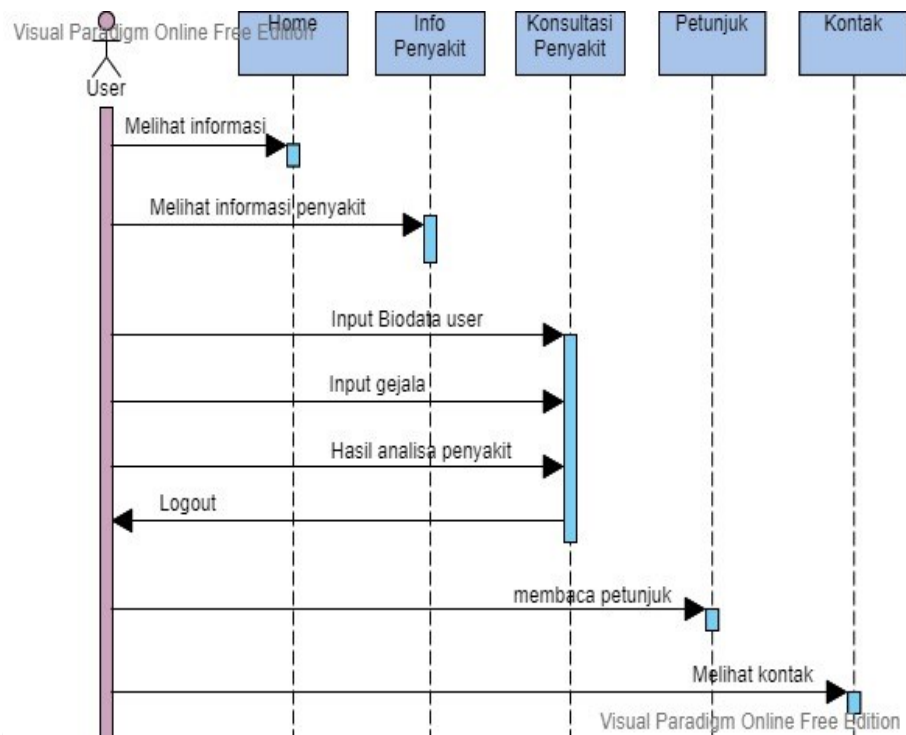 Visual Paradigm Online Free Edition
Home
Info
Penyakit
Konsultasi
Penyakit
Petunjuk
Kontak
User
Melihat informasi
Melihat informasi penyakit
Input Biodata user
Input gejala
Hasil analisa penyakit
Logout
membaca petunjuk
Melihat kontak
Visual Paradigm Online Free Edition